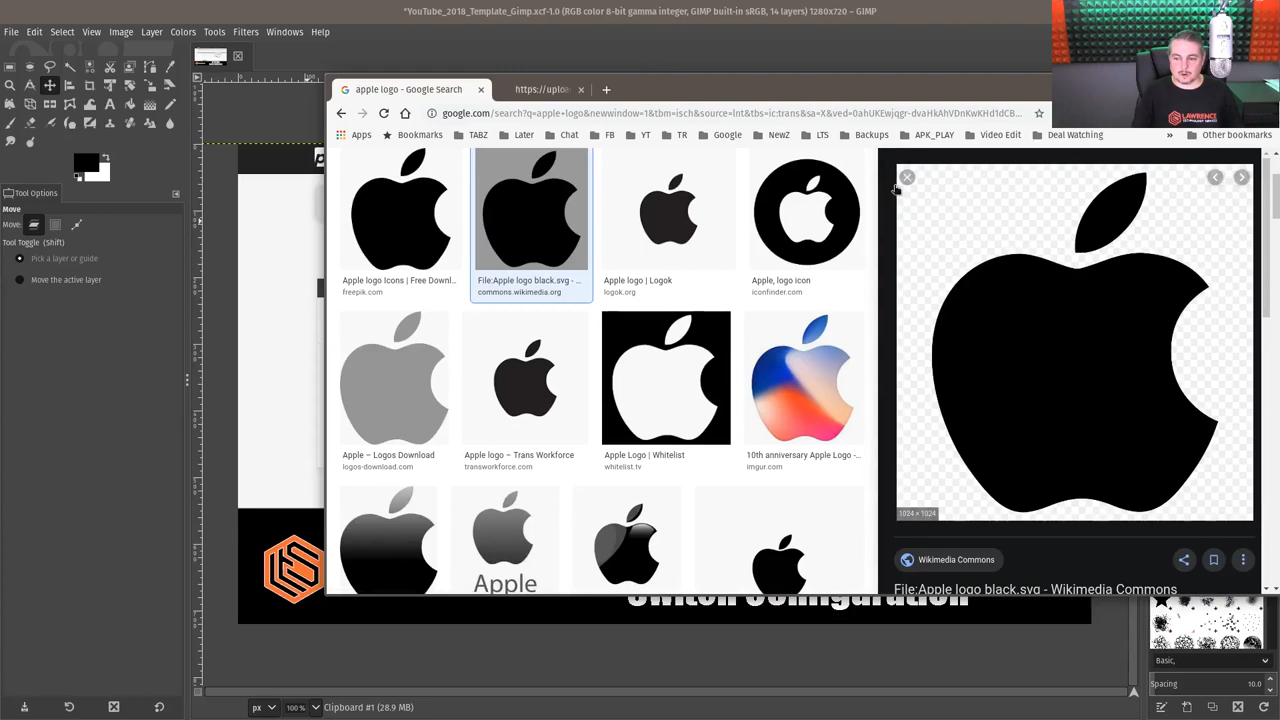 *YouTube_2018_Template_Gimp.xcf-1.0 (RGB color 8-bit gamma integer, GIMP built-in sRGB, 14 layers) 1280x720 – GIMP
File Edit Select View Image Layer Colors Tools Filters Windows Help
apple logo - Google Search
https://uploa
google.com/search?q=apple+logo&newwindow=1&tbm=isch&source=lnt&tbs=ic:trans&sa=X&ved=0ahUKEwjqgr-dvaHkAhVDnKwKHd1dCB...
Apps Bookmarks TABZ Later Chat FB YT TR Google NewZ LTS Backups APK_PLAY Video Edit Deal Watching » Other bookmarks
LAWRENCE
Tool Options
Move
Move:
Tool Toggle (Shift)
Pick a layer or guide
Move the active layer
Apple logo Icons | Free Downl...
freepik.com
File:Apple logo black.svg - ...
commons.wikimedia.org
Apple logo | Logok
logok.org
Apple, logo icon
iconfinder.com
Apple – Logos Download
logos-download.com
Apple logo – Trans Workforce
transworkforce.com
Apple Logo | Whitelist
whitelist.tv
10th anniversary Apple Logo -...
imgur.com
Apple
1024 × 1024
Wikimedia Commons
File:Apple logo black.svg - Wikimedia Commons
Switch Configuration
Basic,
Spacing 10.0
px 100 % Clipboard #1 (28.9 MB)